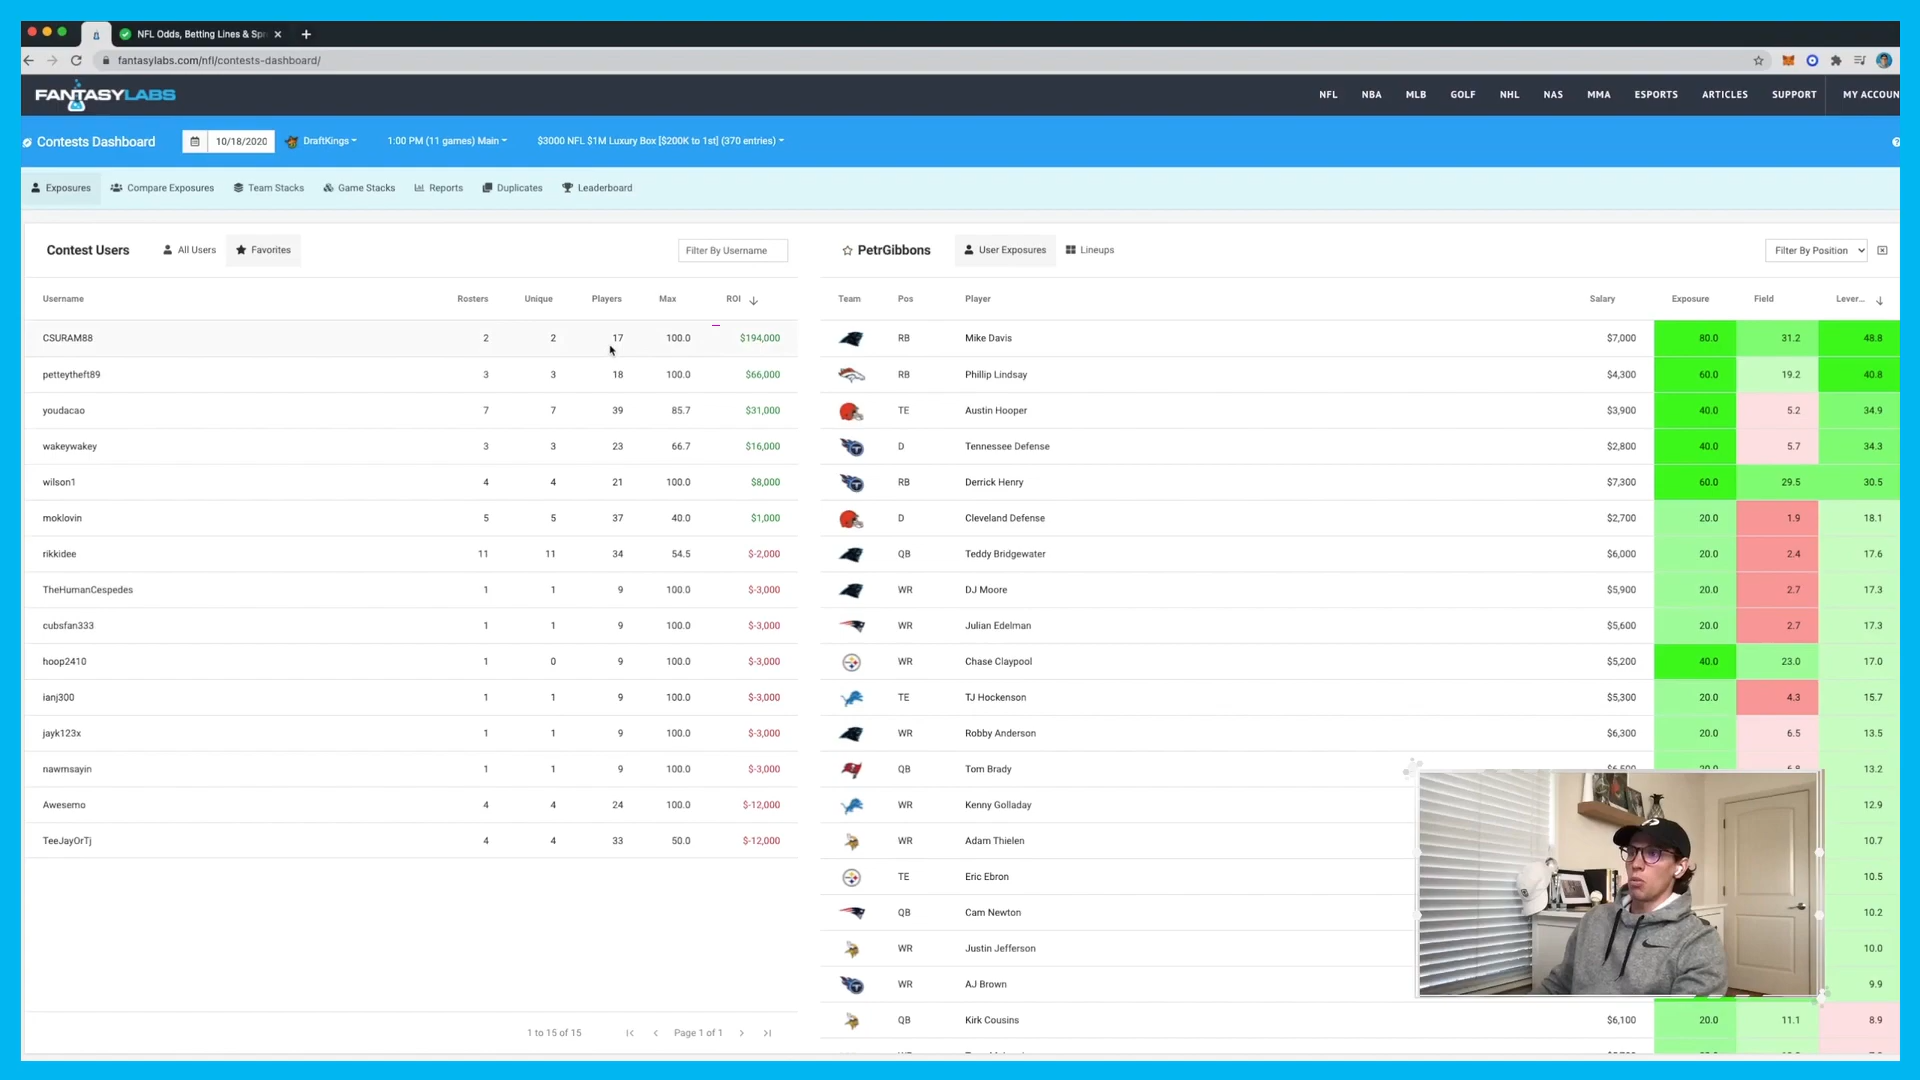 NFL Odds, Betting Lines & Spr
fantasylabs.com/nfl/contests-dashboard/
FANTASYLABS
NFL NBA MLB GOLF NHL NAS MMA ESPORTS ARTICLES SUPPORT MY ACCOUN
Contests Dashboard 10/18/2020 DraftKings 1:00 PM (11 games) Main $3000 NFL $1M Luxury Box [$200K to 1st] (370 entries)
Exposures Compare Exposures Team Stacks Game Stacks Reports Duplicates Leaderboard
Contest Users All Users Favorites Filter By Username
Username Rosters Unique Players Max ROI
CSURAM88 2 2 17 100.0 $194,000
petteytheft89 3 3 18 100.0 $66,000
youdacao 7 7 39 85.7 $31,000
wakeywakey 3 3 23 66.7 $16,000
wilson1 4 4 21 100.0 $8,000
moklovin 5 5 37 40.0 $1,000
rikkidee 11 11 34 54.5 $-2,000
TheHumanCespedes 1 1 9 100.0 $-3,000
cubsfan333 1 1 9 100.0 $-3,000
hoop2410 1 0 9 100.0 $-3,000
ianj300 1 1 9 100.0 $-3,000
jayk123x 1 1 9 100.0 $-3,000
nawmsayin 1 1 9 100.0 $-3,000
Awesemo 4 4 24 100.0 $-12,000
TeeJayOrTj 4 4 33 50.0 $-12,000
1 to 15 of 15 Page 1 of 1
PetrGibbons User Exposures Lineups Filter By Position
Team Pos Player Salary Exposure Field Lever...
RB Mike Davis $7,000 80.0 31.2 48.8
RB Phillip Lindsay $4,300 60.0 19.2 40.8
TE Austin Hooper $3,900 40.0 5.2 34.9
D Tennessee Defense $2,800 40.0 5.7 34.3
RB Derrick Henry $7,300 60.0 29.5 30.5
D Cleveland Defense $2,700 20.0 1.9 18.1
QB Teddy Bridgewater $6,000 20.0 2.4 17.6
WR DJ Moore $5,900 20.0 2.7 17.3
WR Julian Edelman $5,600 20.0 2.7 17.3
WR Chase Claypool $5,200 40.0 23.0 17.0
TE TJ Hockenson $5,300 20.0 4.3 15.7
WR Robby Anderson $6,300 20.0 6.5 13.5
QB Tom Brady $6,500 20.0 6.8 13.2
WR Kenny Golladay 12.9
WR Adam Thielen 10.7
TE Eric Ebron 10.5
QB Cam Newton 10.2
WR Justin Jefferson 10.0
WR AJ Brown 9.9
QB Kirk Cousins $6,100 20.0 11.1 8.9